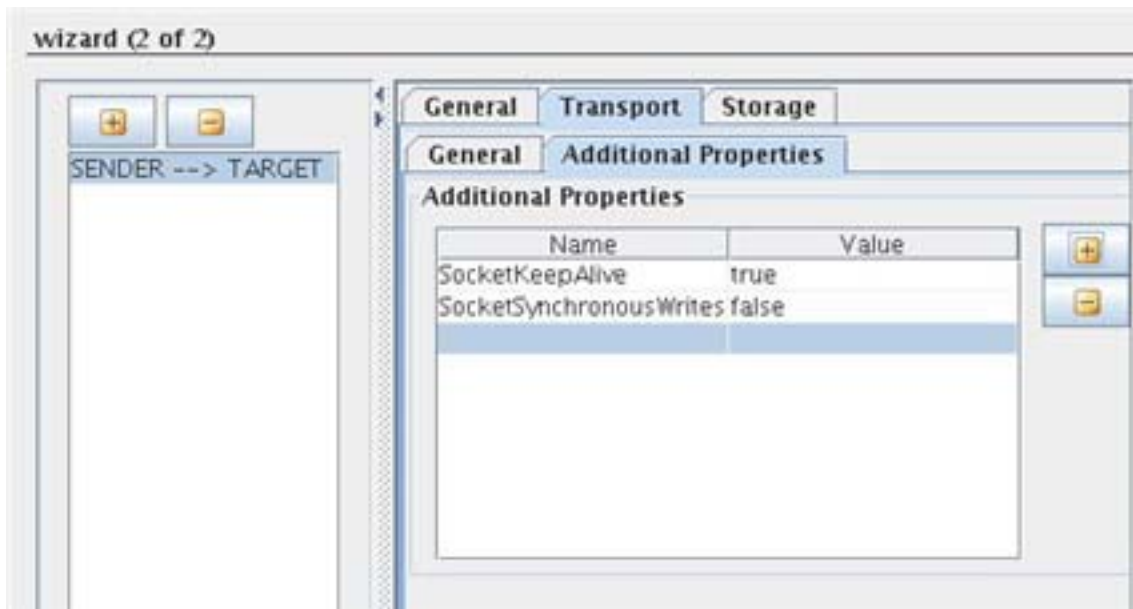 wizard (2 of 2)
SENDER --> TARGET
General Transport Storage
General Additional Properties
Additional Properties
Name Value
SocketKeepAlive true
SocketSynchronousWrites false